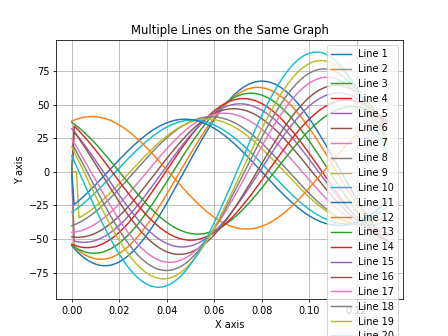 Multiple Lines on the Same Graph
Y axis
75
50
25
0
−25
−50
−75
0.00
0.02
0.04
0.06
0.08
0.10
X axis
Line 1
Line 2
Line 3
Line 4
Line 5
Line 6
Line 7
Line 8
Line 9
Line 10
Line 11
Line 12
Line 13
Line 14
Line 15
Line 16
Line 17
Line 18
Line 19
Line 20